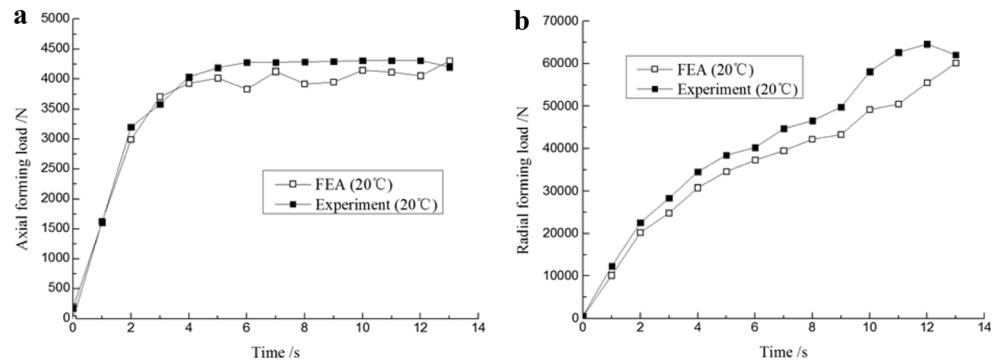 a
5000
4500
4000
3500
3000
2500
2000
1500
1000
500
0
0 2 4 6 8 10 12 14
Axial forming load /N
Time /s
FEA (20℃)
Experiment (20℃)
b
70000
60000
50000
40000
30000
20000
10000
0
0 2 4 6 8 10 12 14
Radial forming load /N
Time /s
FEA (20℃)
Experiment (20℃)